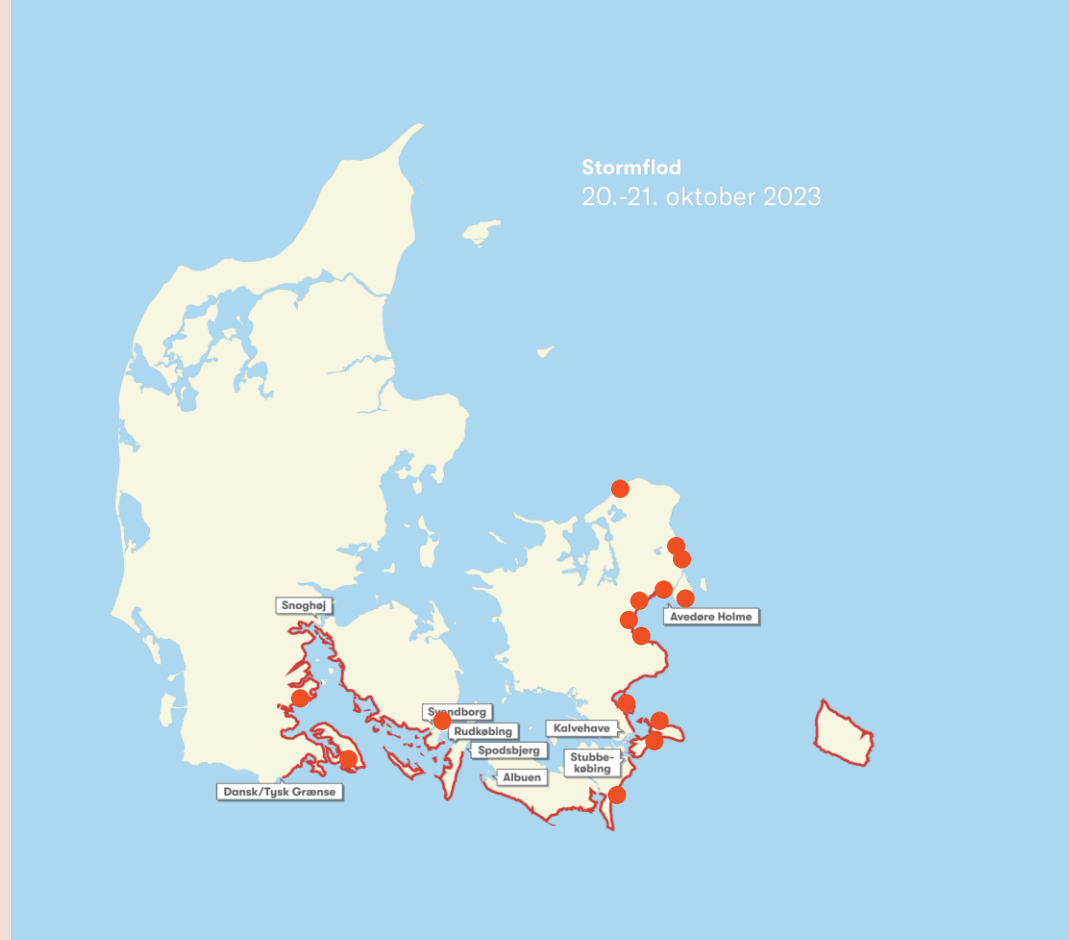 Stormflod
20.-21. oktober 2023
Snoghøj
Avedøre Holme
Svendborg
Rudkøbing
Kalvehave
Spodsbjerg
Stubbe-
købing
Albuen
Dansk/Tysk Grænse